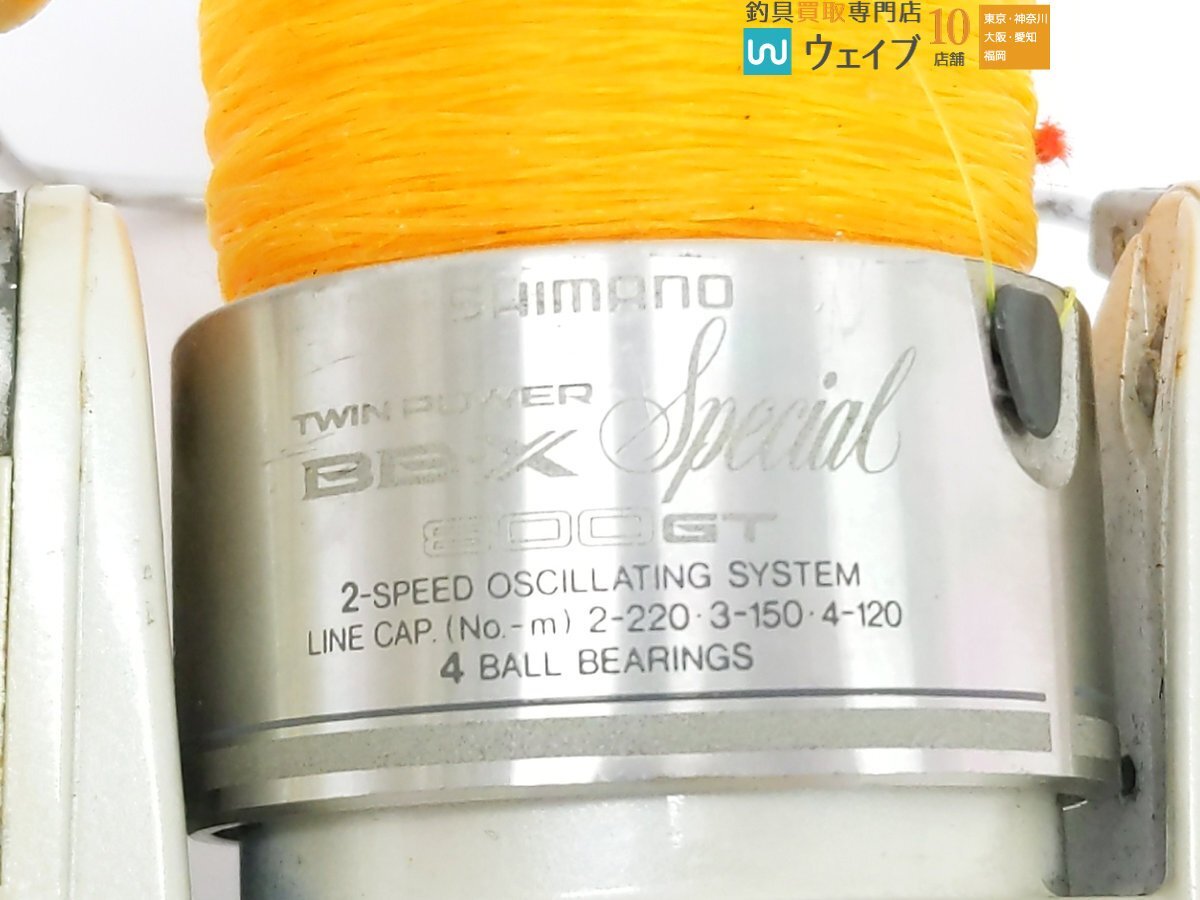 釣具買取専門店
ウェイブ
10
店舗
東京・神奈川
大阪・愛知
福岡
SHIMANO
TWIN POWER
BB-X Special
800GT
2-SPEED OSCILLATING SYSTEM
LINE CAP. (No.-m) 2-220・3-150・4-120
4 BALL BEARINGS